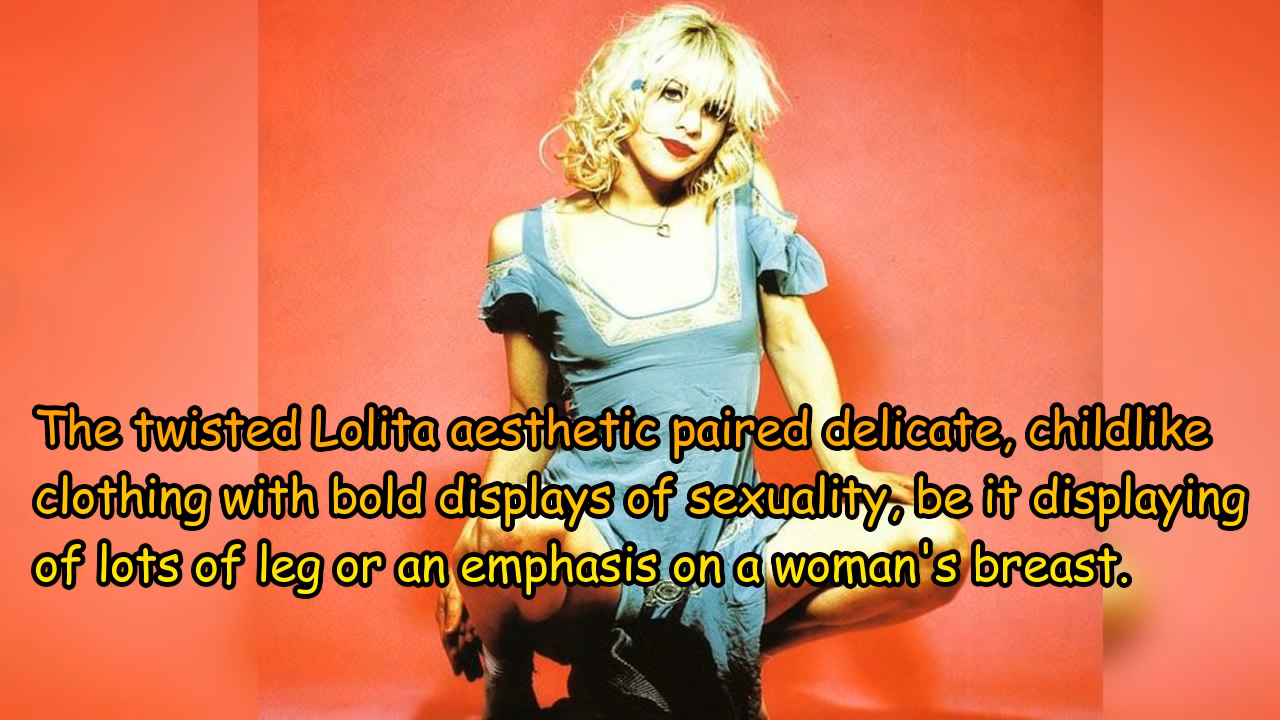 The twisted Lolita aesthetic paired delicate, childlike
clothing with bold displays of sexuality, be it displaying
of lots of leg or an emphasis on a woman's breast.